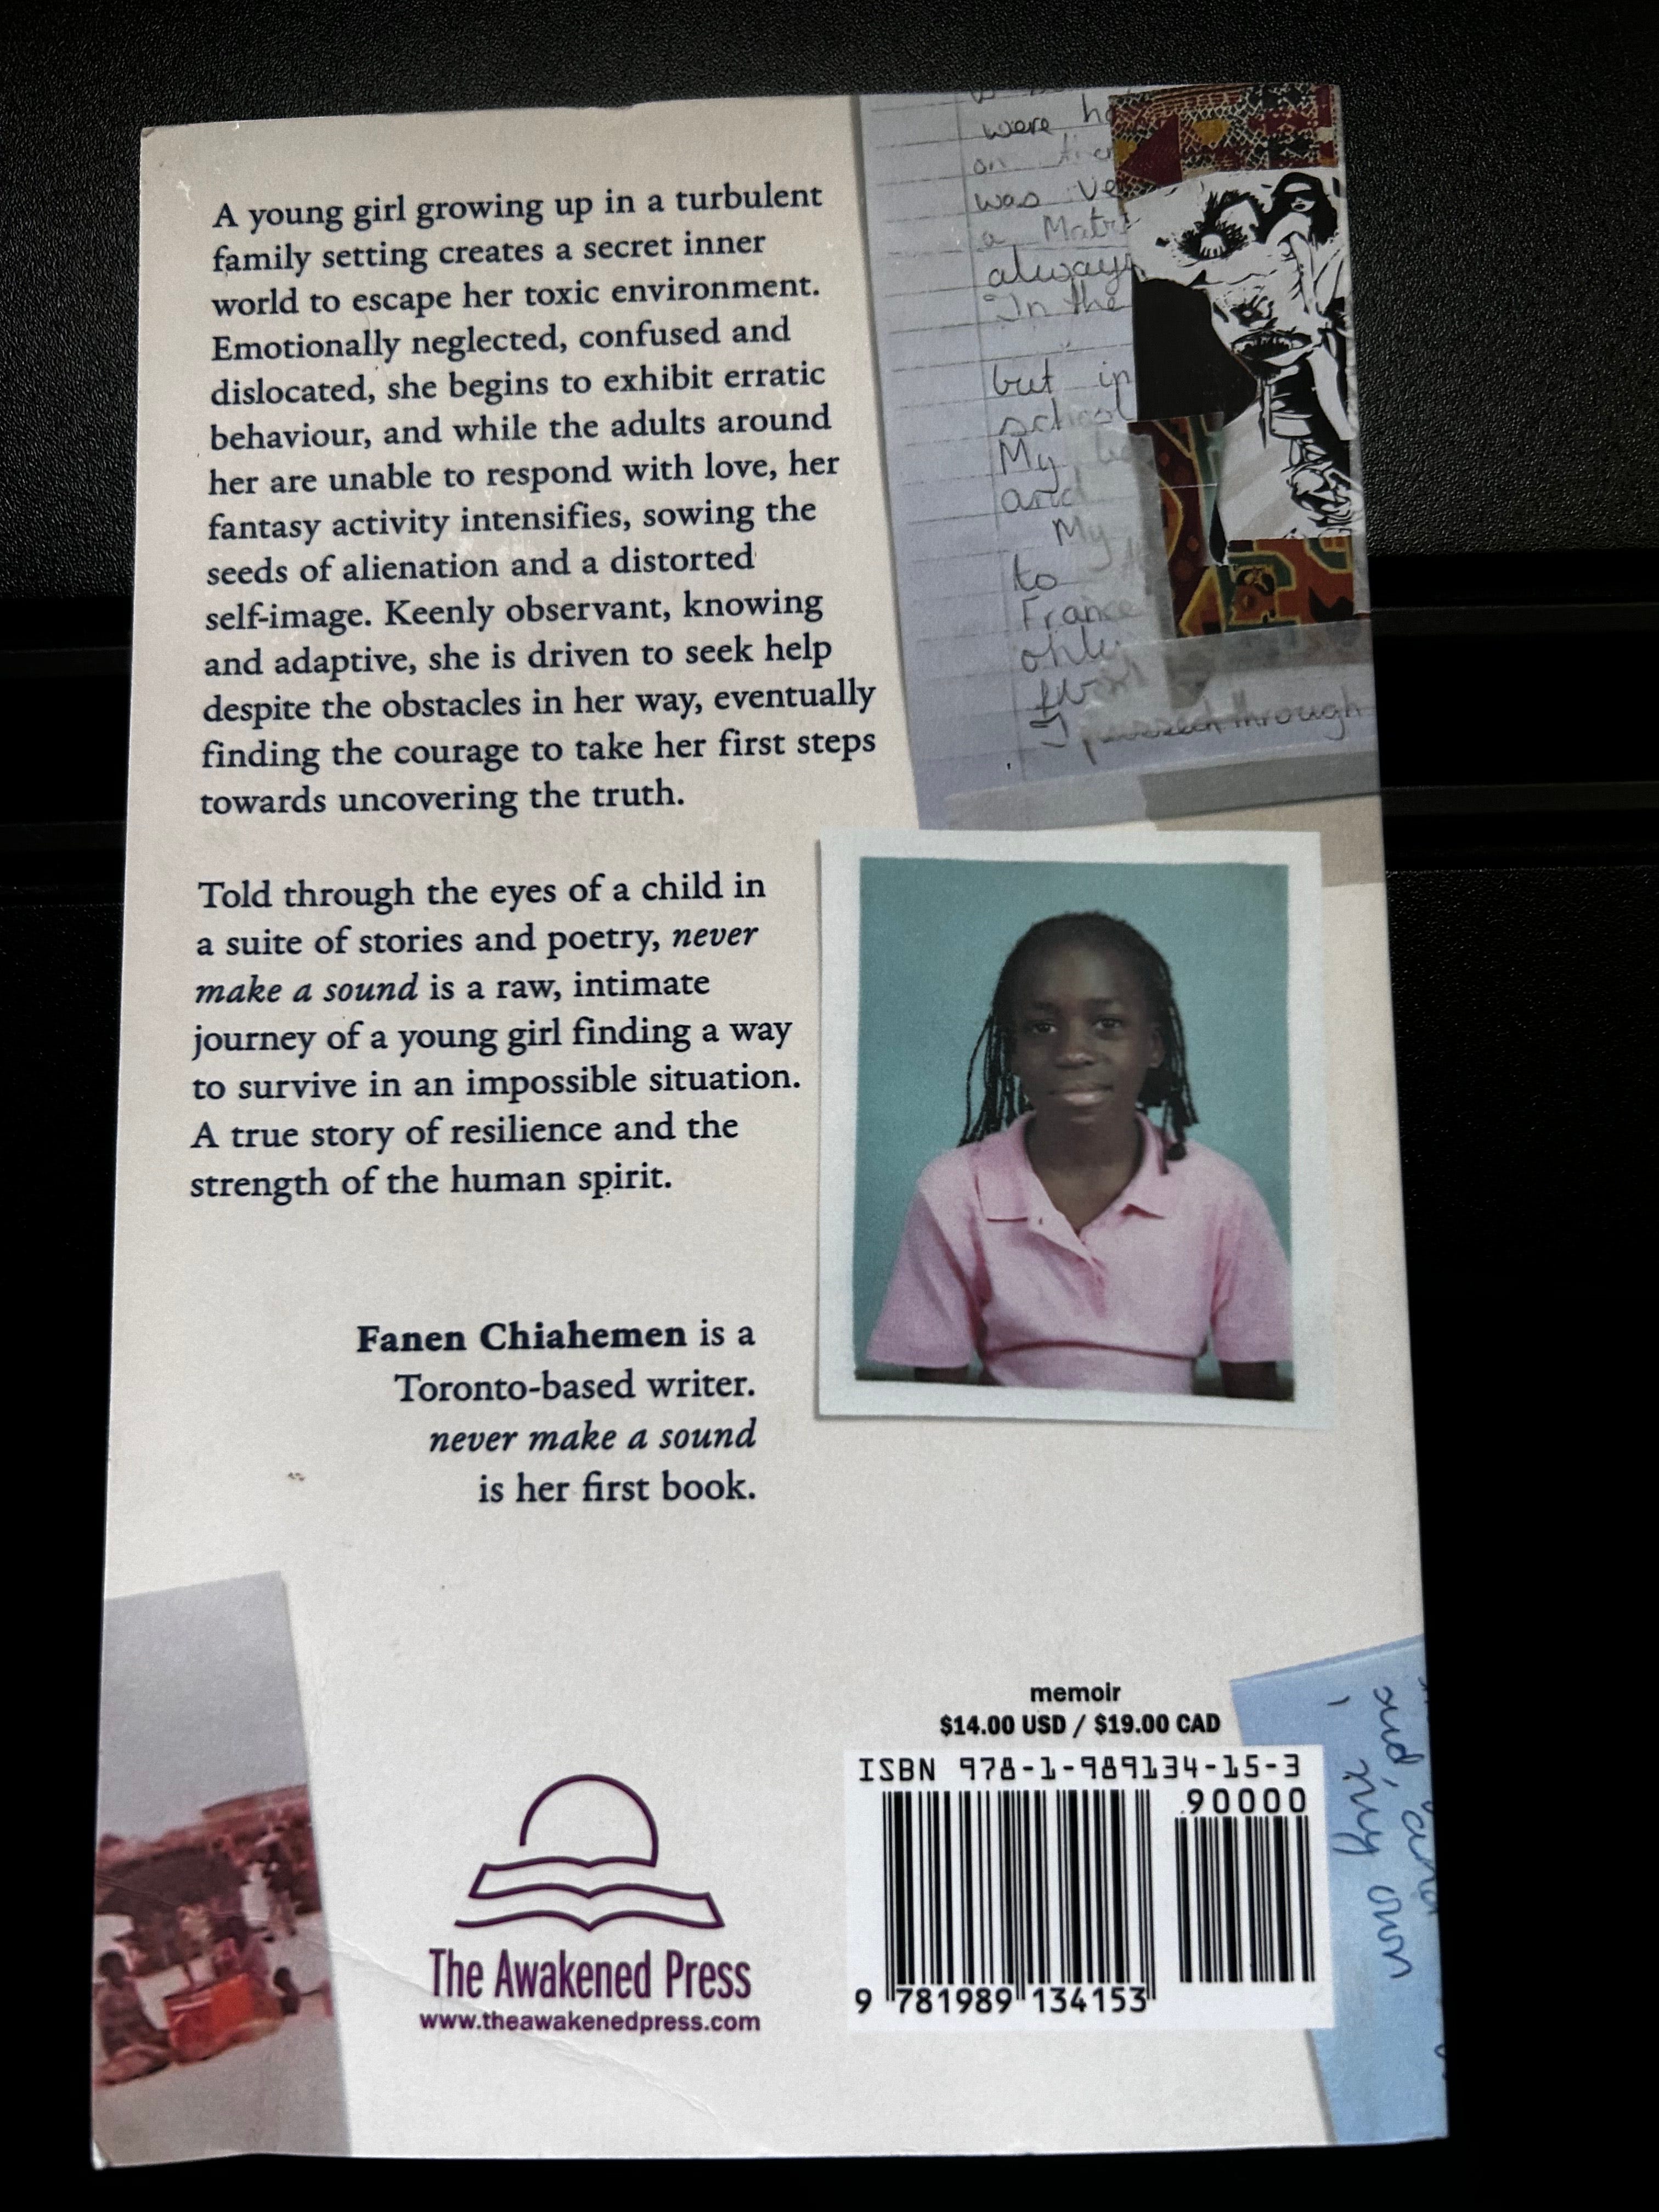 A young girl growing up in a turbulent
family setting creates a secret inner
world to escape her toxic environment.
Emotionally neglected, confused and
dislocated, she begins to exhibit erratic
behaviour, and while the adults around
her are unable to respond with love, her
fantasy activity intensifies, sowing the
seeds of alienation and a distorted
self-image. Keenly observant, knowing
and adaptive, she is driven to seek help
despite the obstacles in her way, eventually
finding the courage to take her first steps
towards uncovering the truth.
Told through the eyes of a child in
a suite of stories and poetry, never
make a sound is a raw, intimate
journey of a young girl finding a way
to survive in an impossible situation.
A true story of resilience and the
strength of the human spirit.
Fanen Chiahemen is a
Toronto-based writer.
never make a sound
is her first book.
were
on
was
a
always
In the
but in
school
My
and
My
to
France
only
I passed through
memoir
$14.00 USD / $19.00 CAD
ISBN 978-1-989134-15-3
90000
9 781989 134153
The Awakened Press
www.theawakenedpress.com
and